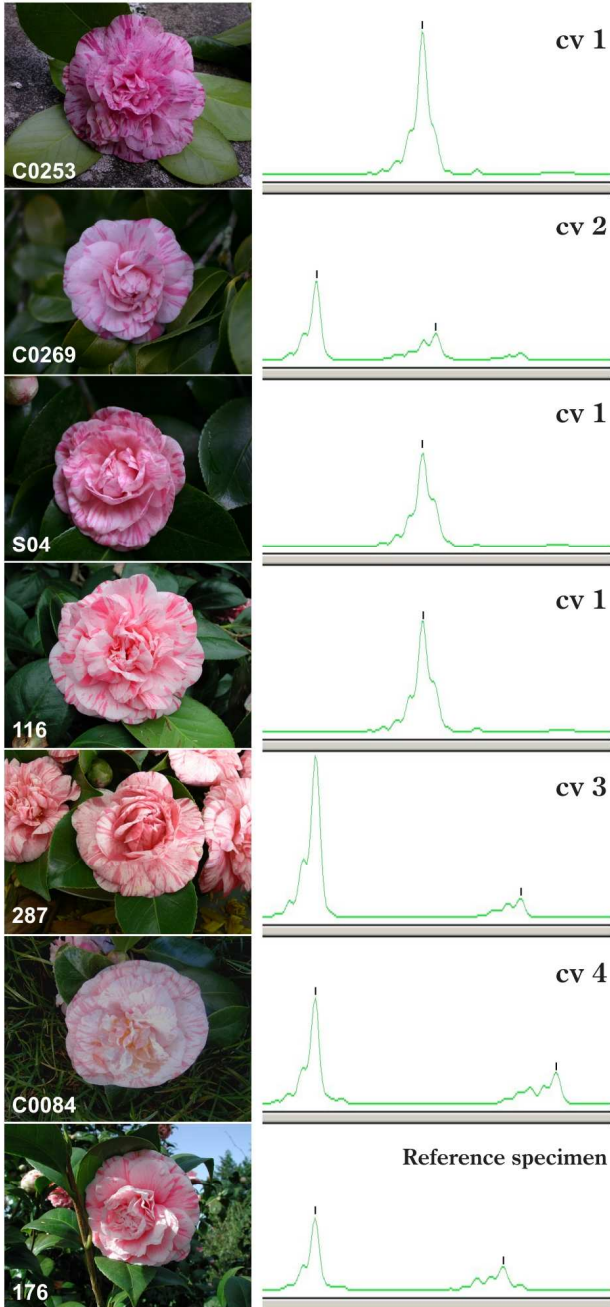 cv 1
C0253
cv 2
C0269
cv 1
S04
cv 1
116
cv 3
287
cv 4
C0084
Reference specimen
176